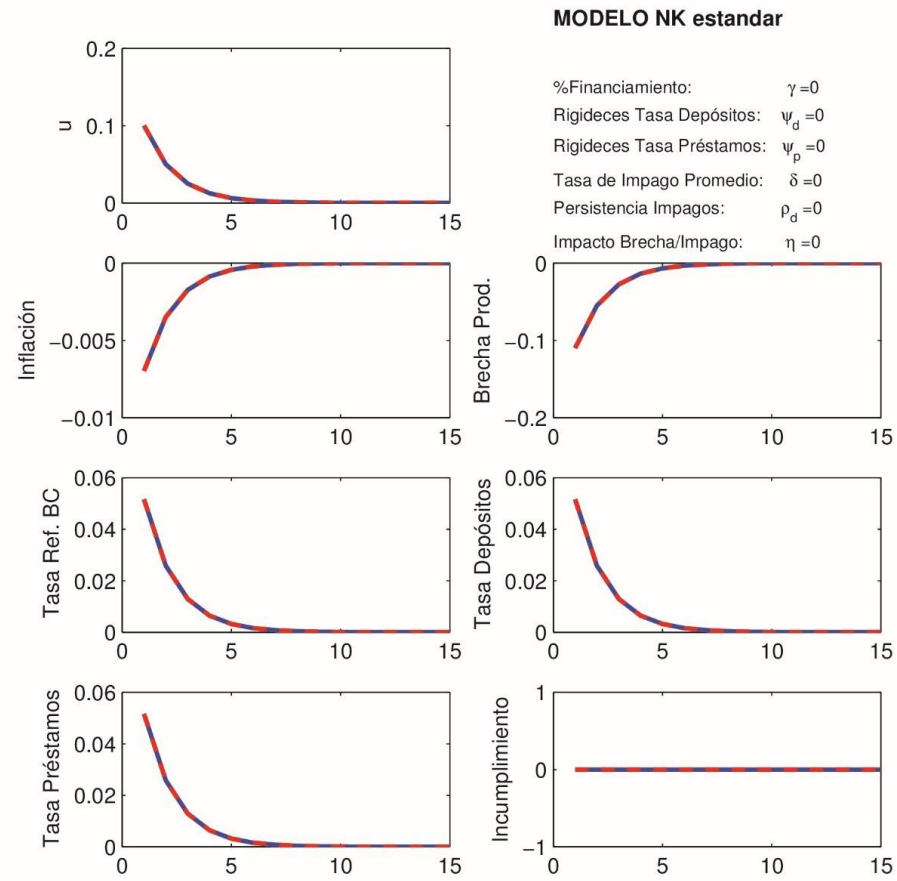 MODELO NK estandar
%Financiamiento: γ =0
Rigideces Tasa Depósitos: ψd =0
Rigideces Tasa Préstamos: ψp =0
Tasa de Impago Promedio: δ =0
Persistencia Impagos: ρd =0
Impacto Brecha/Impago: η =0
u
0.2
0.1
0
0 5 10 15
Inflación
0
−0.005
−0.01
0 5 10 15
Brecha Prod.
0
−0.1
−0.2
0 5 10 15
Tasa Ref. BC
0.06
0.04
0.02
0
0 5 10 15
Tasa Depósitos
0.06
0.04
0.02
0
0 5 10 15
Tasa Préstamos
0.06
0.04
0.02
0
0 5 10 15
Incumplimiento
1
0
−1
0 5 10 15